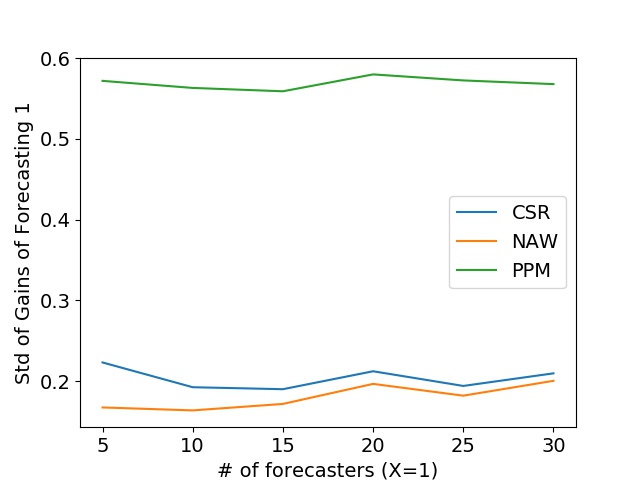 0.6
0.5
0.4
0.3
0.2
Std of Gains of Forecasting 1
CSR
NAW
PPM
5
10
15
20
25
30
# of forecasters (X=1)